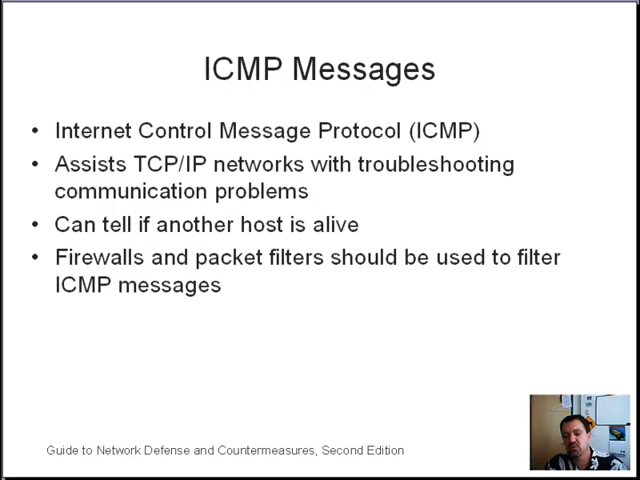 ICMP Messages
• Internet Control Message Protocol (ICMP)
• Assists TCP/IP networks with troubleshooting
communication problems
• Can tell if another host is alive
• Firewalls and packet filters should be used to filter
ICMP messages
Guide to Network Defense and Countermeasures, Second Edition